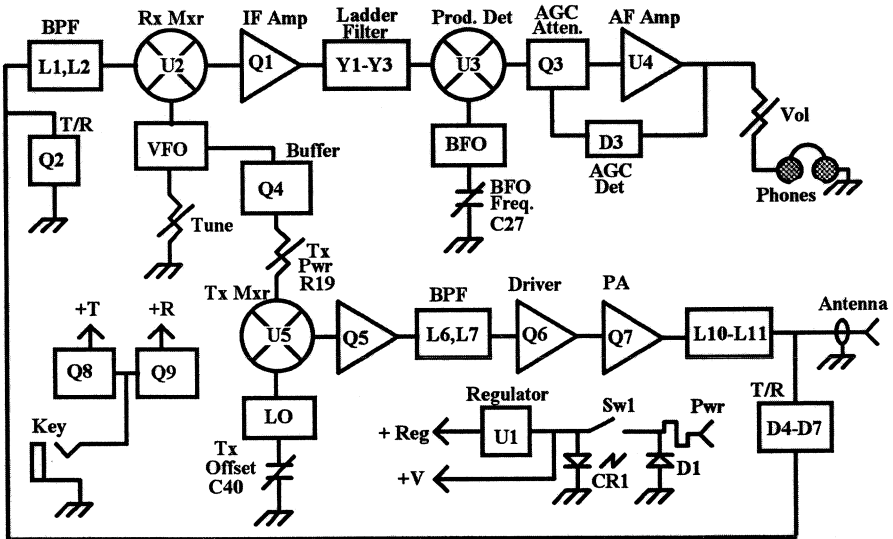 Rx Mxr
IF Amp
Ladder
Filter
Prod. Det
AGC
Atten.
AF Amp
BPF
L1,L2
U2
Q1
Y1-Y3
U3
Q3
U4
T/R
Q2
VFO
Buffer
Q4
BFO
D3
AGC
Det
Vol
Phones
Tune
BFO
Freq.
C27
Tx
Pwr
R19
Tx Mxr
U5
Q5
BPF
L6,L7
Driver
Q6
PA
Q7
L10-L11
Antenna
+T
+R
Q8
Q9
Key
LO
Tx
Offset
C40
Regulator
+ Reg
U1
Sw1
Pwr
+V
CR1
D1
T/R
D4-D7